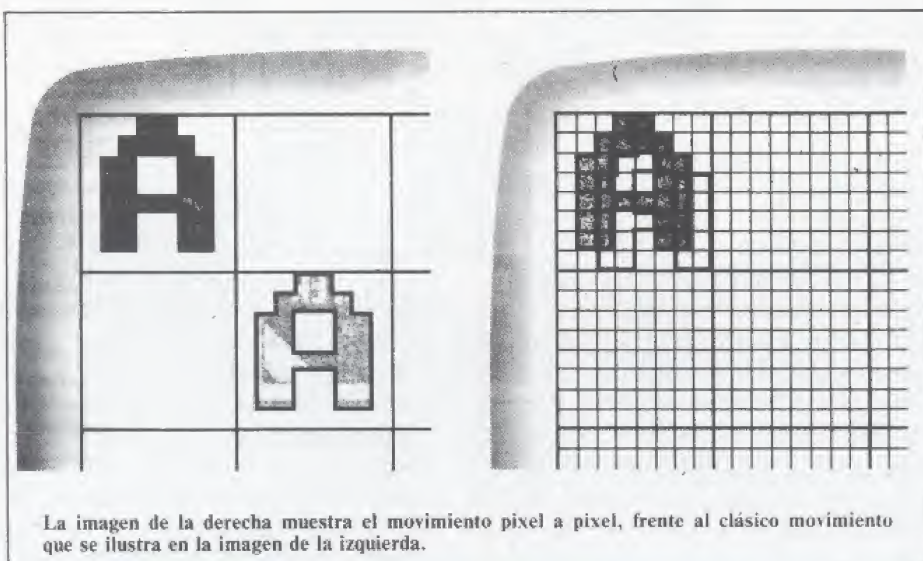 A
A
A
La imagen de la derecha muestra el movimiento pixel a pixel, frente al clásico movimiento
que se ilustra en la imagen de la izquierda.